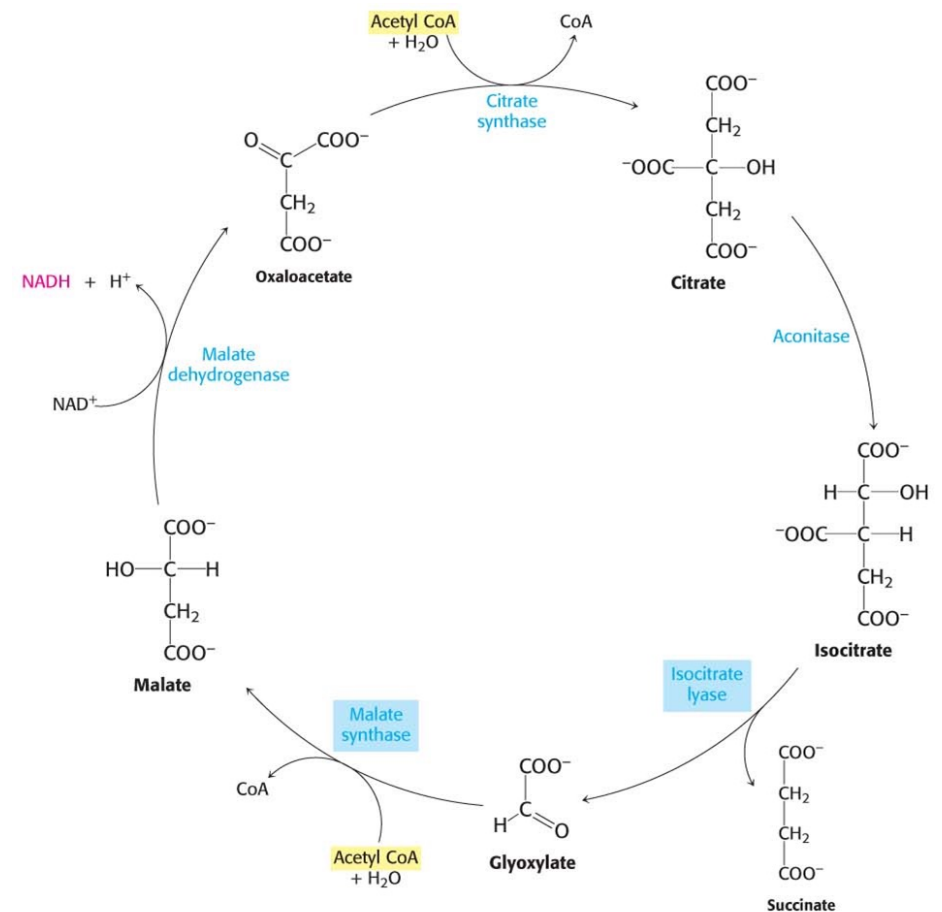 Acetyl CoA
+ H₂O
CoA
Citrate
synthase
O
C
COO⁻
CH₂
COO⁻
Oxaloacetate
COO⁻
CH₂
⁻OOC—C—OH
CH₂
COO⁻
Citrate
NADH + H⁺
NAD⁺
Malate
dehydrogenase
Aconitase
COO⁻
H—C—OH
⁻OOC—C—H
CH₂
COO⁻
Isocitrate
COO⁻
HO—C—H
CH₂
COO⁻
Malate
Isocitrate
lyase
Malate
synthase
CoA
Acetyl CoA
+ H₂O
COO⁻
C
H
O
Glyoxylate
COO⁻
CH₂
CH₂
COO⁻
Succinate